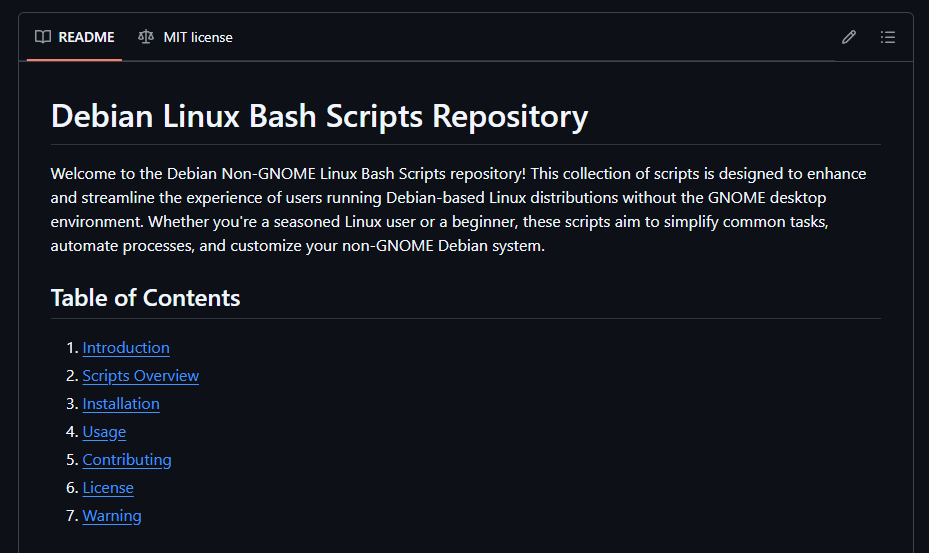 README
MIT license
Debian Linux Bash Scripts Repository
Welcome to the Debian Non-GNOME Linux Bash Scripts repository! This collection of scripts is designed to enhance
and streamline the experience of users running Debian-based Linux distributions without the GNOME desktop
environment. Whether you're a seasoned Linux user or a beginner, these scripts aim to simplify common tasks,
automate processes, and customize your non-GNOME Debian system.
Table of Contents
1. Introduction
2. Scripts Overview
3. Installation
4. Usage
5. Contributing
6. License
7. Warning